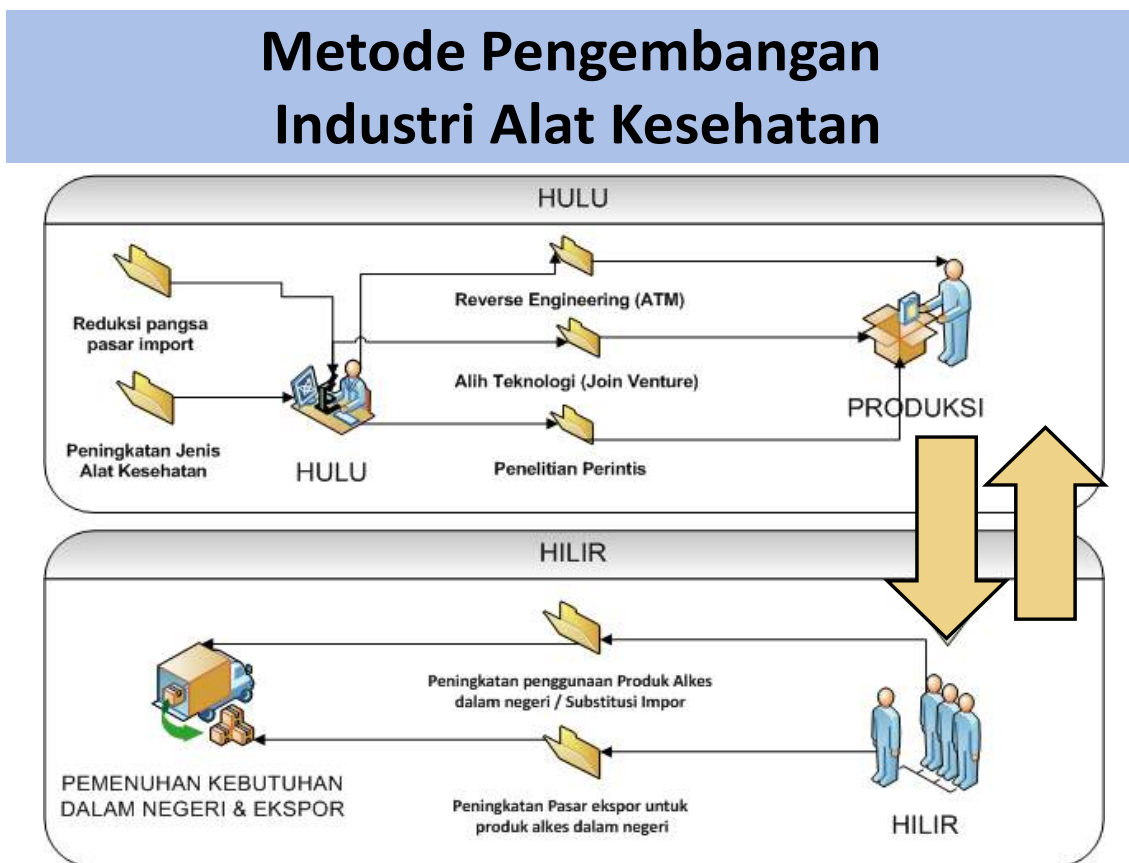 Metode Pengembangan
Industri Alat Kesehatan
HULU
Reduksi pangsa
pasar import
Peningkatan Jenis
Alat Kesehatan
HULU
Reverse Engineering (ATM)
Alih Teknologi (Join Venture)
Penelitian Perintis
PRODUKSI
HILIR
PEMENUHAN KEBUTUHAN
DALAM NEGERI & EKSPOR
Peningkatan penggunaan Produk Alkes
dalam negeri / Substitusi Impor
Peningkatan Pasar ekspor untuk
produk alkes dalam negeri
HILIR